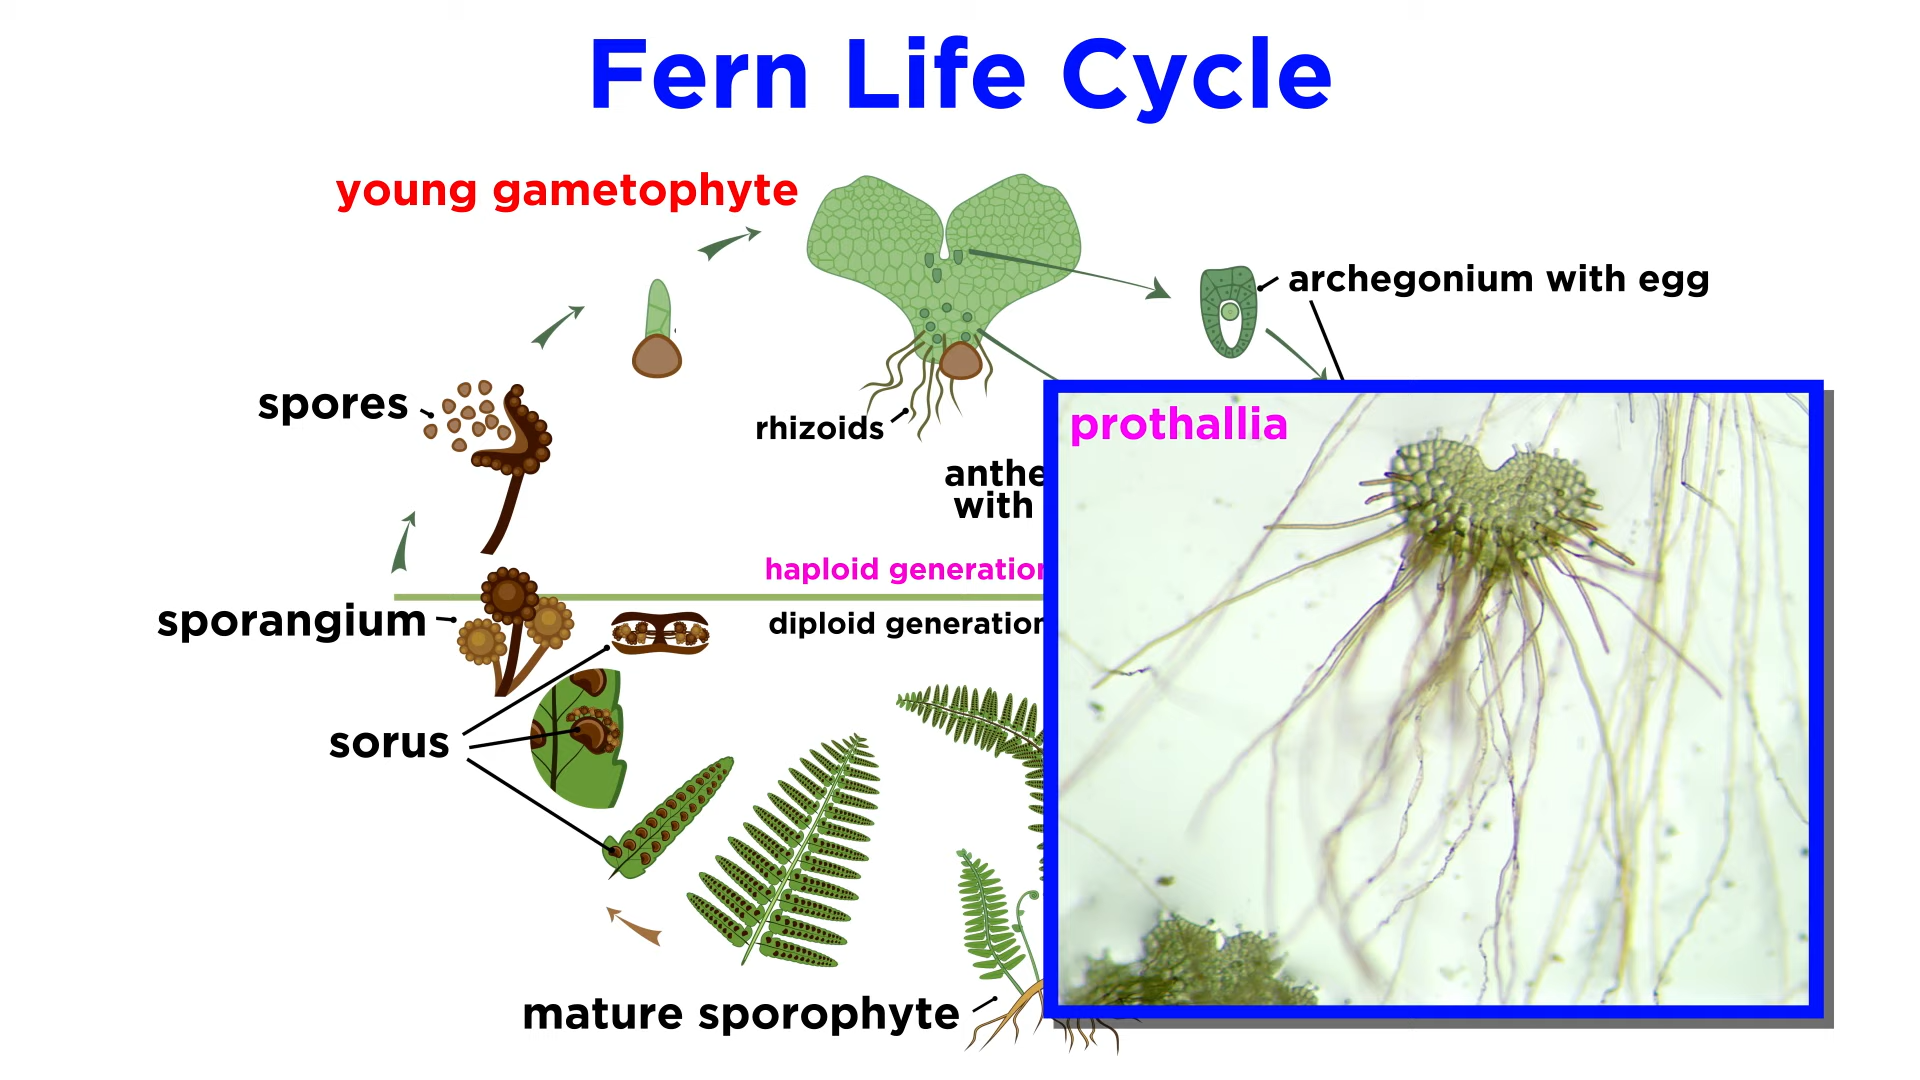 Fern Life Cycle
young gametophyte
archegonium with egg
spores
rhizoids
prothallia
with
haploid generation
sporangium
diploid generation
sorus
mature sporophyte